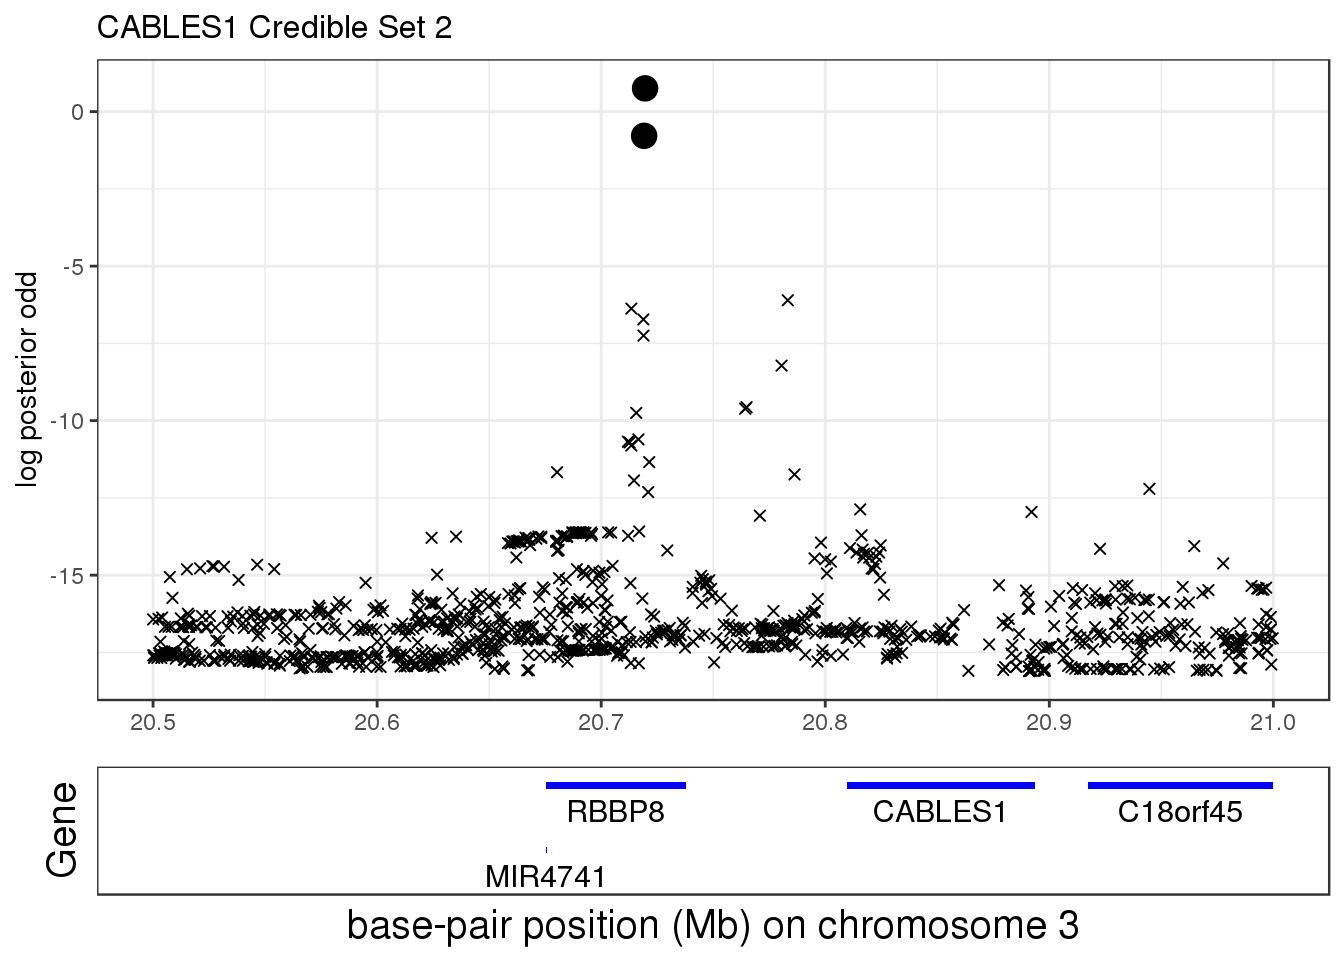 CABLES1 Credible Set 2
log posterior odd
0
-5
-10
-15
20.5 20.6 20.7 20.8 20.9 21.0
Gene
RBBP8 CABLES1 C18orf45
MIR4741
base-pair position (Mb) on chromosome 3